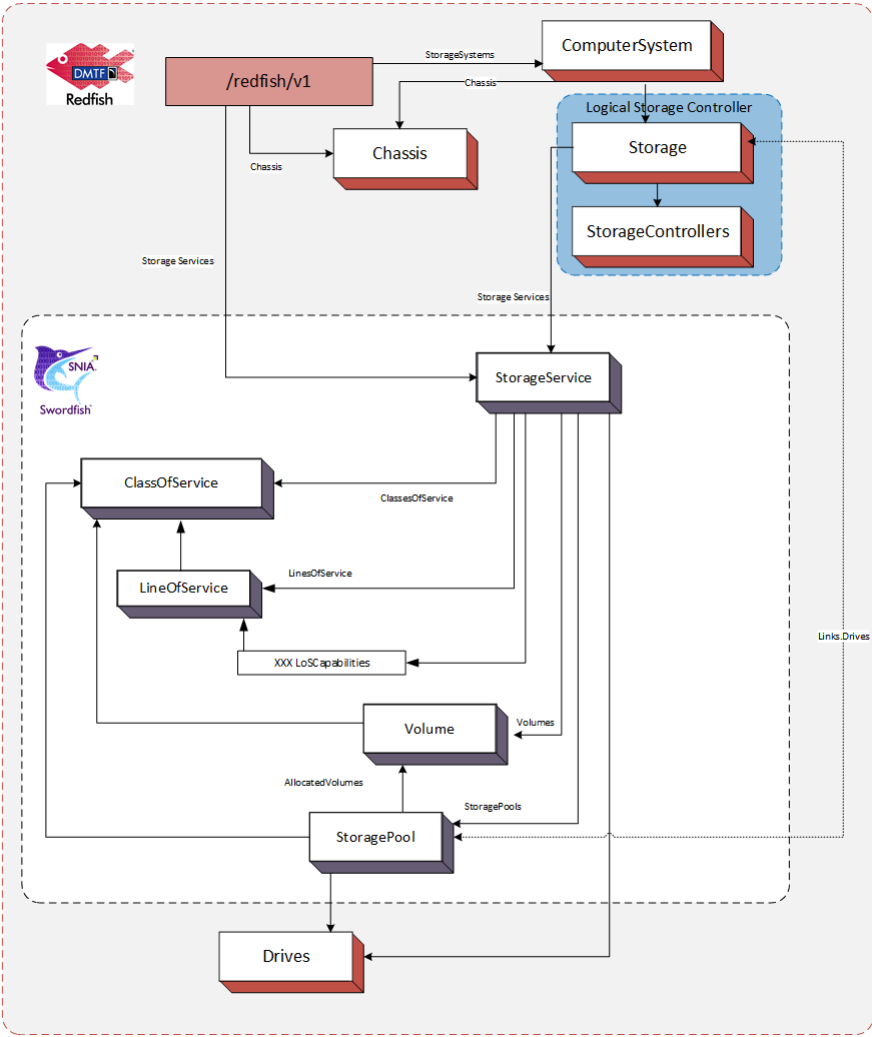 ComputerSystem
StorageSystems
DMTF
Redfish
/redfish/v1
Chassis
Logical Storage Controller
Storage
Chassis
Chassis
StorageControllers
Storage Services
Storage Services
SNIA
Swordfish
StorageService
ClassOfService
ClassesOfService
LinesOfService
LineOfService
Links.Drives
XXX LoSCapabilities
Volumes
Volume
AllocatedVolumes
StoragePools
StoragePool
Drives